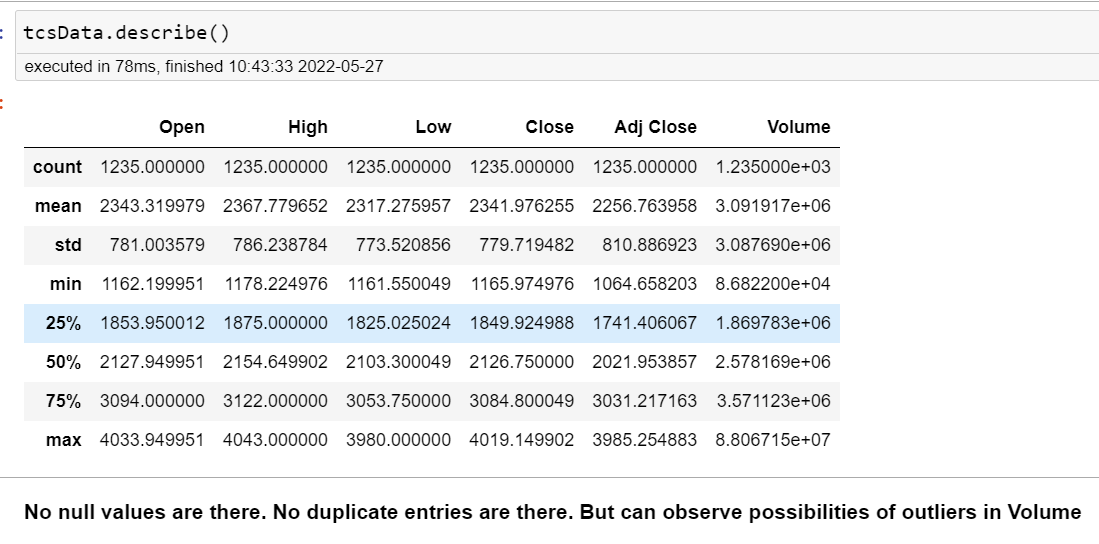 tcsData.describe()
executed in 78ms, finished 10:43:33 2022-05-27
Open High Low Close Adj Close Volume
count 1235.000000 1235.000000 1235.000000 1235.000000 1235.000000 1.235000e+03
mean 2343.319979 2367.779652 2317.275957 2341.976255 2256.763958 3.091917e+06
std 781.003579 786.238784 773.520856 779.719482 810.886923 3.087690e+06
min 1162.199951 1178.224976 1161.550049 1165.974976 1064.658203 8.682200e+04
25% 1853.950012 1875.000000 1825.025024 1849.924988 1741.406067 1.869783e+06
50% 2127.949951 2154.649902 2103.300049 2126.750000 2021.953857 2.578169e+06
75% 3094.000000 3122.000000 3053.750000 3084.800049 3031.217163 3.571123e+06
max 4033.949951 4043.000000 3980.000000 4019.149902 3985.254883 8.806715e+07
No null values are there. No duplicate entries are there. But can observe possibilities of outliers in Volume